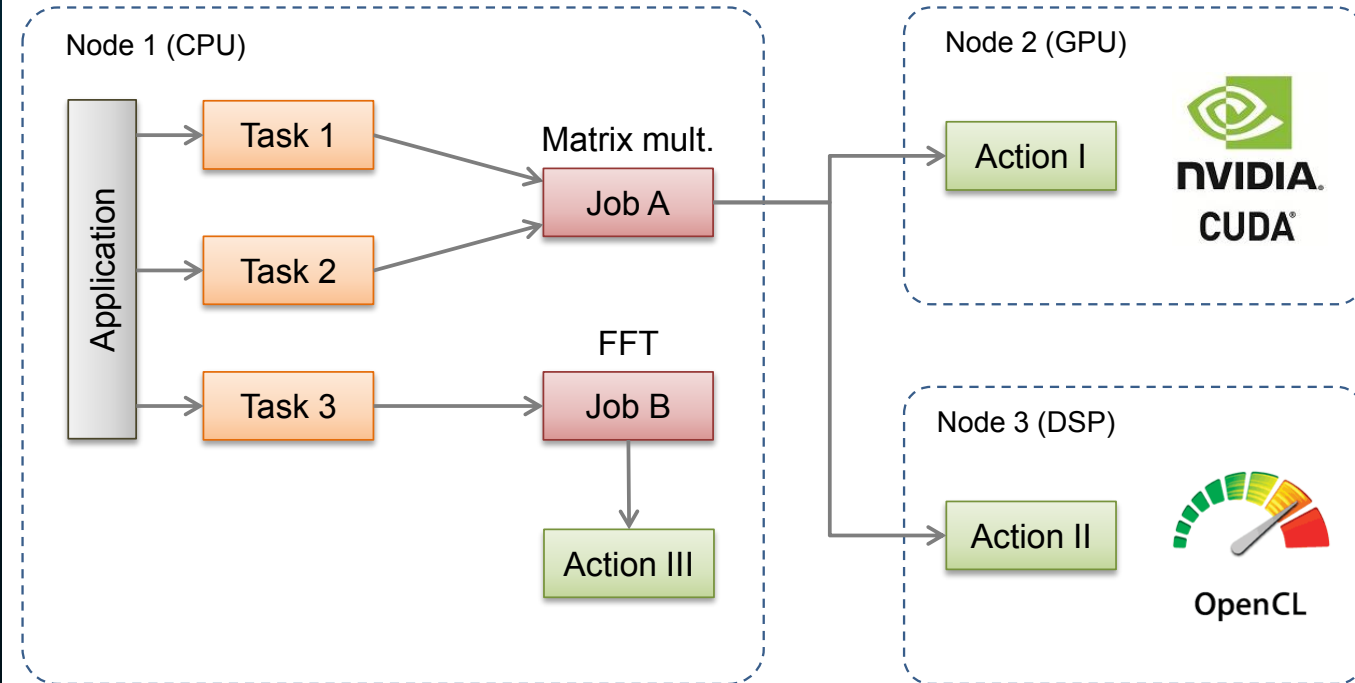 Node 1 (CPU)
Application
Task 1
Task 2
Task 3
Matrix mult.
Job A
FFT
Job B
Action III
Node 2 (GPU)
Action I
NVIDIA.
CUDA®
Node 3 (DSP)
Action II
OpenCL